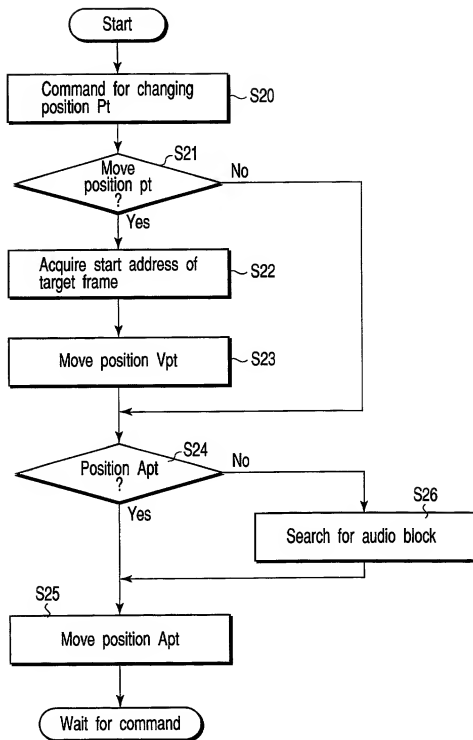 Start
Command for changing
position Pt
S20
S21
Move
position pt
?
No
Yes
Acquire start address of
target frame
S22
Move position Vpt
S23
S24
Position Apt
?
No
Yes
S26
Search for audio block
S25
Move position Apt
Wait for command